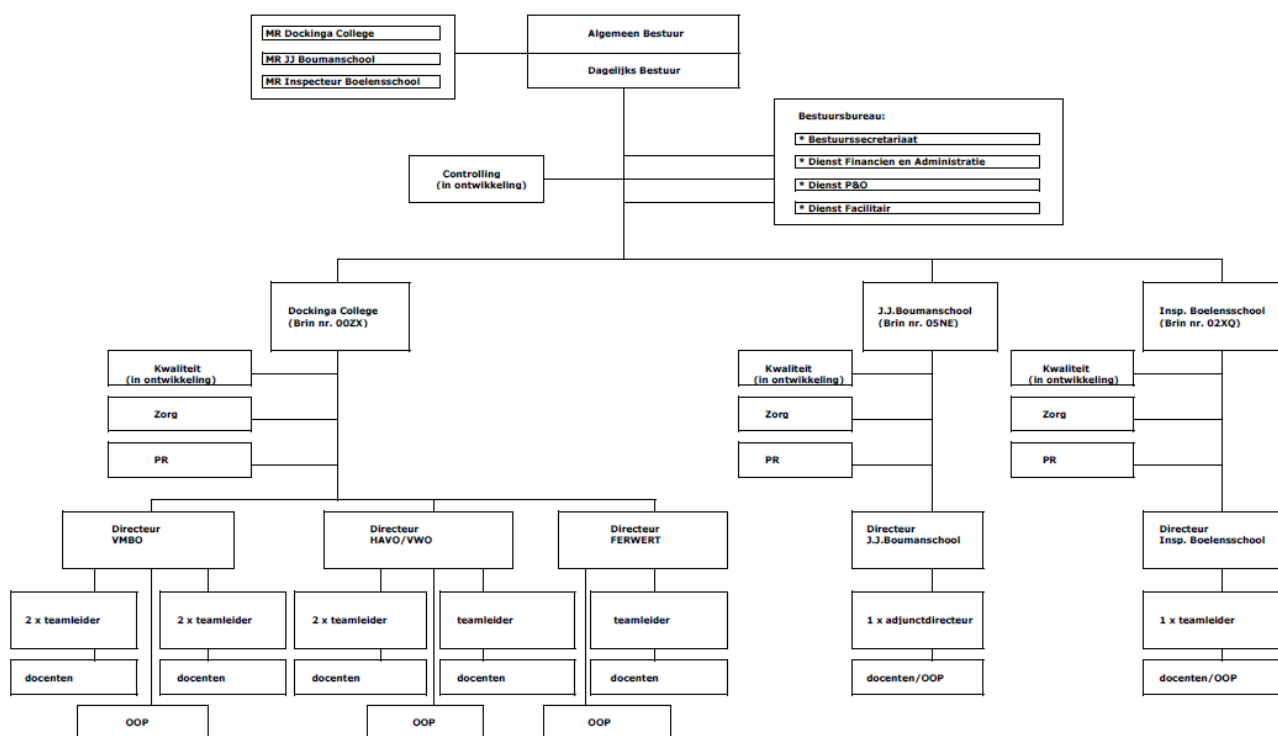 MR Dockinga College
MR JJ Boumanschool
MR Inspecteur Boelensschool
Algemeen Bestuur
Dagelijks Bestuur
Bestuursbureau:
* Bestuurssecretariaat
* Dienst Financien en Administratie
* Dienst P&O
* Dienst Facilitair
Controlling
(in ontwikkeling)
Dockinga College
(Brin nr. 00ZX)
J.J.Boumanschool
(Brin nr. 05NE)
Insp. Boelensschool
(Brin nr. 02XQ)
Kwaliteit
(in ontwikkeling)
Zorg
PR
Kwaliteit
(in ontwikkeling)
Zorg
PR
Kwaliteit
(in ontwikkeling)
Zorg
PR
Directeur
VMBO
Directeur
HAVO/VWO
Directeur
FERWERT
Directeur
J.J.Boumanschool
Directeur
Insp. Boelensschool
2 x teamleider
2 x teamleider
2 x teamleider
teamleider
teamleider
1 x adjunctdirecteur
1 x teamleider
docenten
docenten
docenten
docenten
docenten
docenten/OOP
docenten/OOP
OOP
OOP
OOP